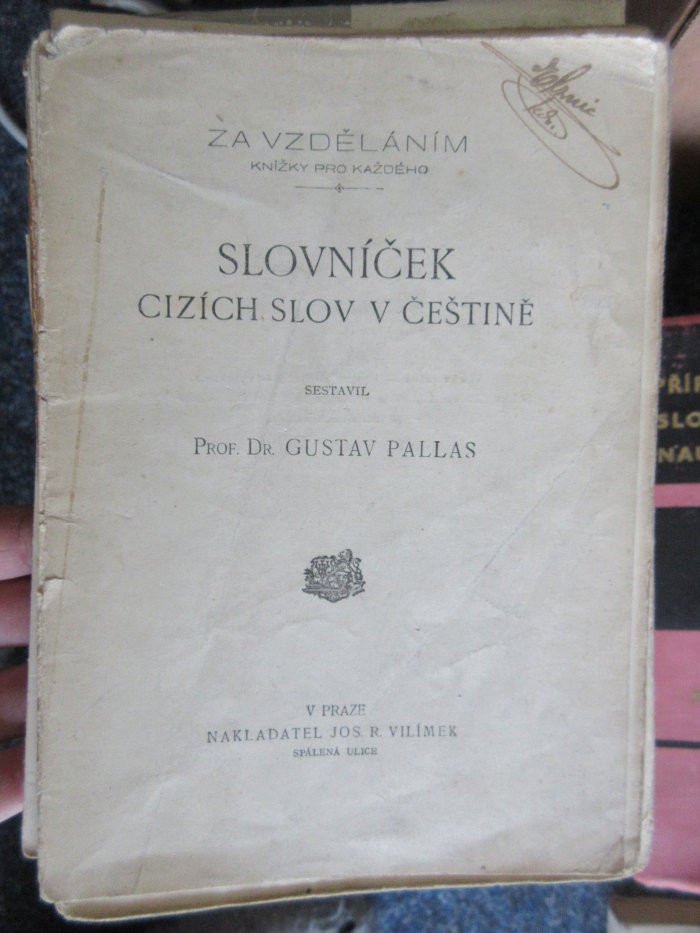 ZA VZDĚLÁNÍM
KNÍŽKY PRO KAŽDÉHO
SLOVNÍČEK
CIZÍCH SLOV V ČEŠTINĚ
SESTAVIL
PROF. DR. GUSTAV PALLAS
V PRAZE
NAKLADATEL JOS. R. VILÍMEK
SPÁLENÁ ULICE
SLO